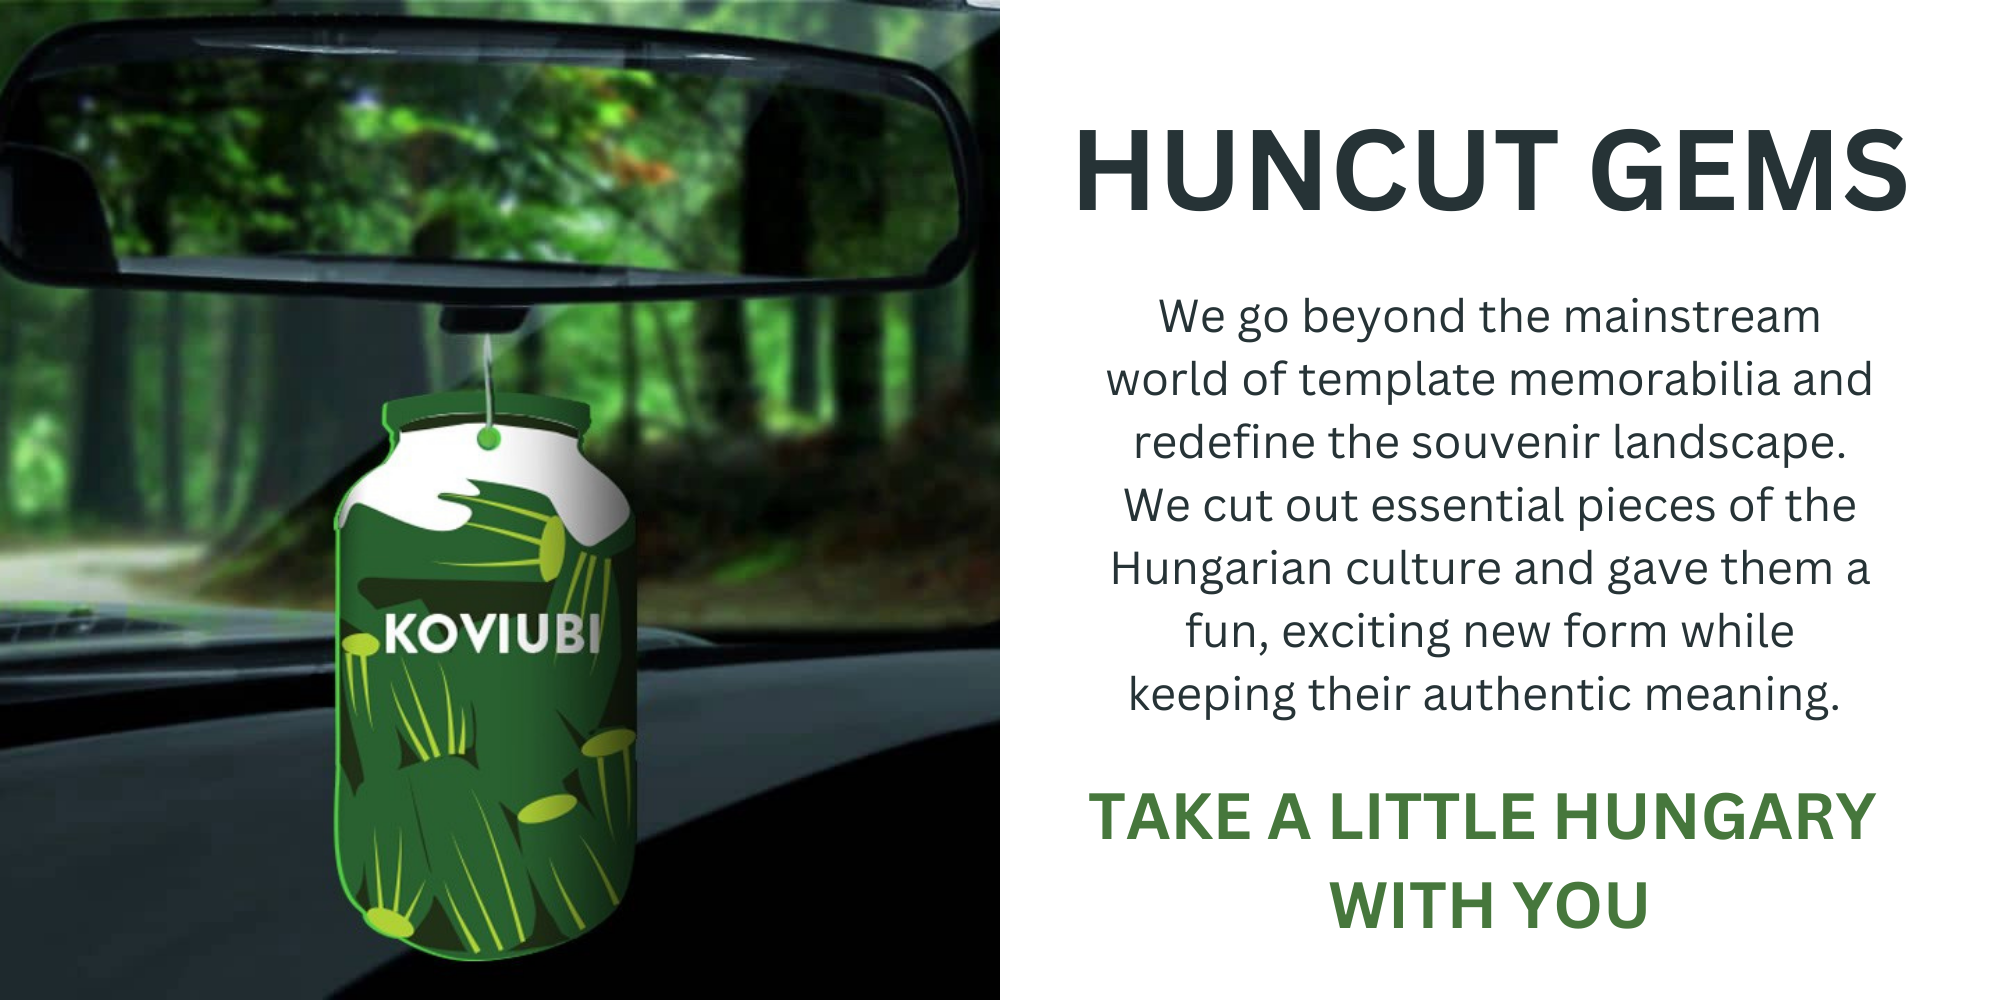 KOVIUBI
HUNCUT GEMS
We go beyond the mainstream
world of template memorabilia and
redefine the souvenir landscape.
We cut out essential pieces of the
Hungarian culture and gave them a
fun, exciting new form while
keeping their authentic meaning.
TAKE A LITTLE HUNGARY
WITH YOU